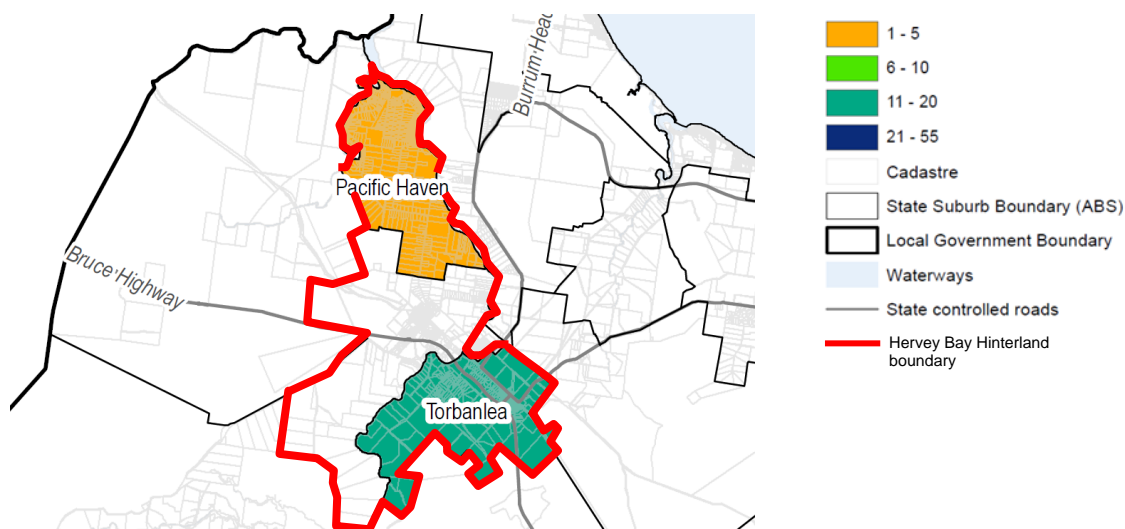 Burrum Head
Pacific Haven
Bruce Highway
Torbanlea
1 - 5
6 - 10
11 - 20
21 - 55
Cadastre
State Suburb Boundary (ABS)
Local Government Boundary
Waterways
State controlled roads
Hervey Bay Hinterland
boundary